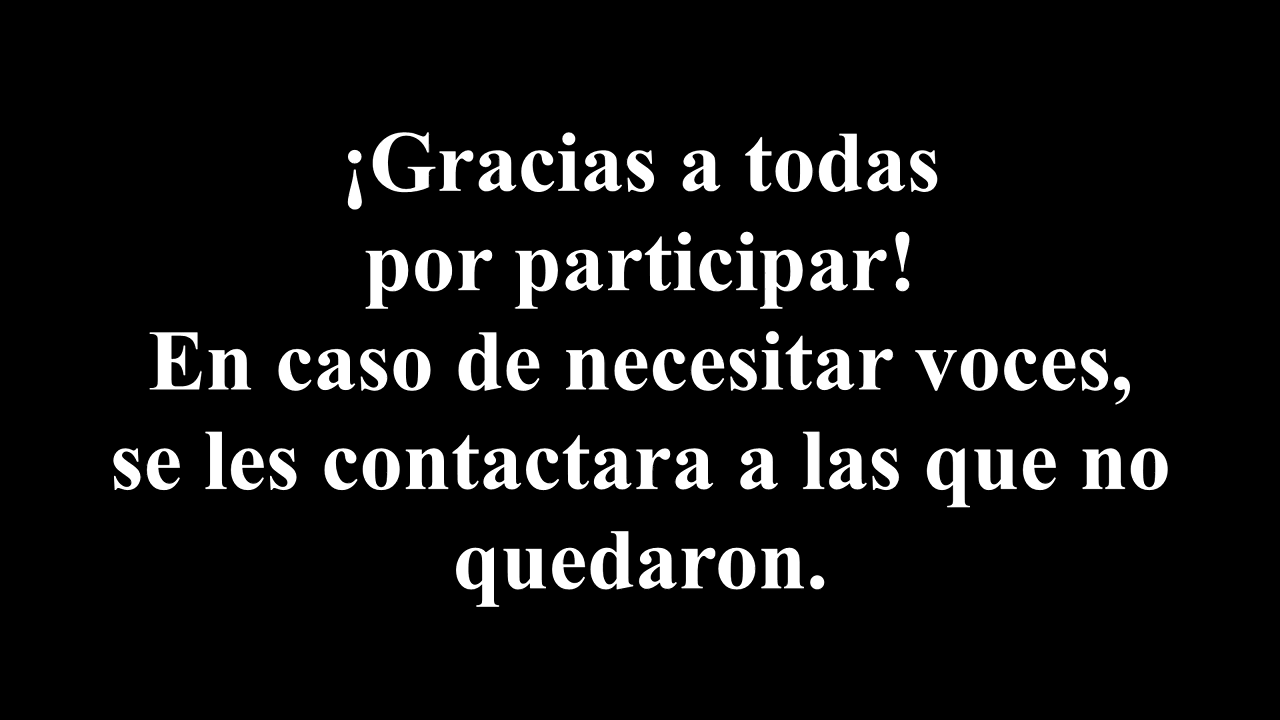 ¡Gracias a todas
por participar!
En caso de necesitar voces,
se les contactara a las que no
quedaron.